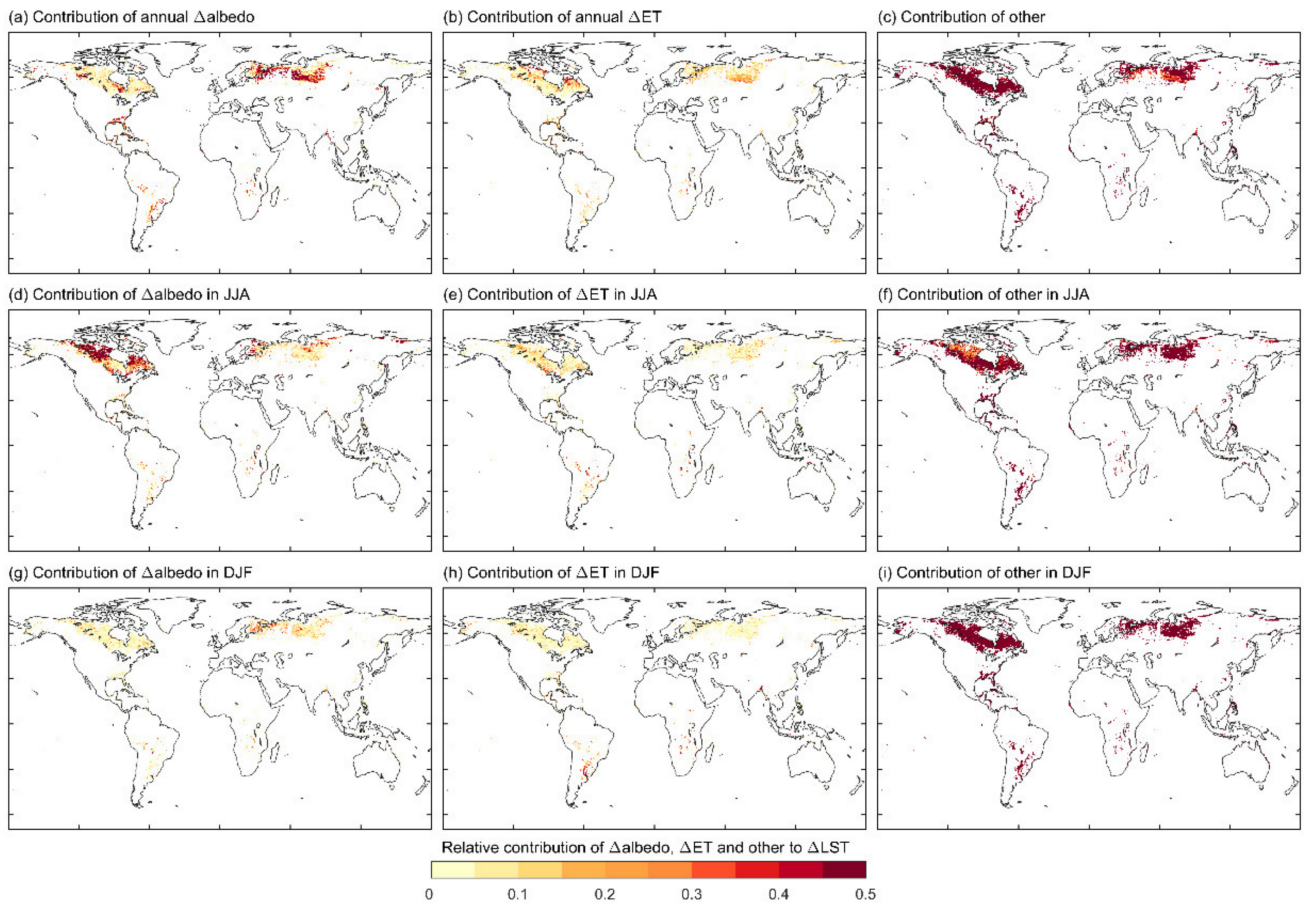 (a) Contribution of annual Δalbedo
(b) Contribution of annual ΔET
(c) Contribution of other
(d) Contribution of Δalbedo in JJA
(e) Contribution of ΔET in JJA
(f) Contribution of other in JJA
(g) Contribution of Δalbedo in DJF
(h) Contribution of ΔET in DJF
(i) Contribution of other in DJF
Relative contribution of Δalbedo, ΔET and other to ΔLST
0 0.1 0.2 0.3 0.4 0.5